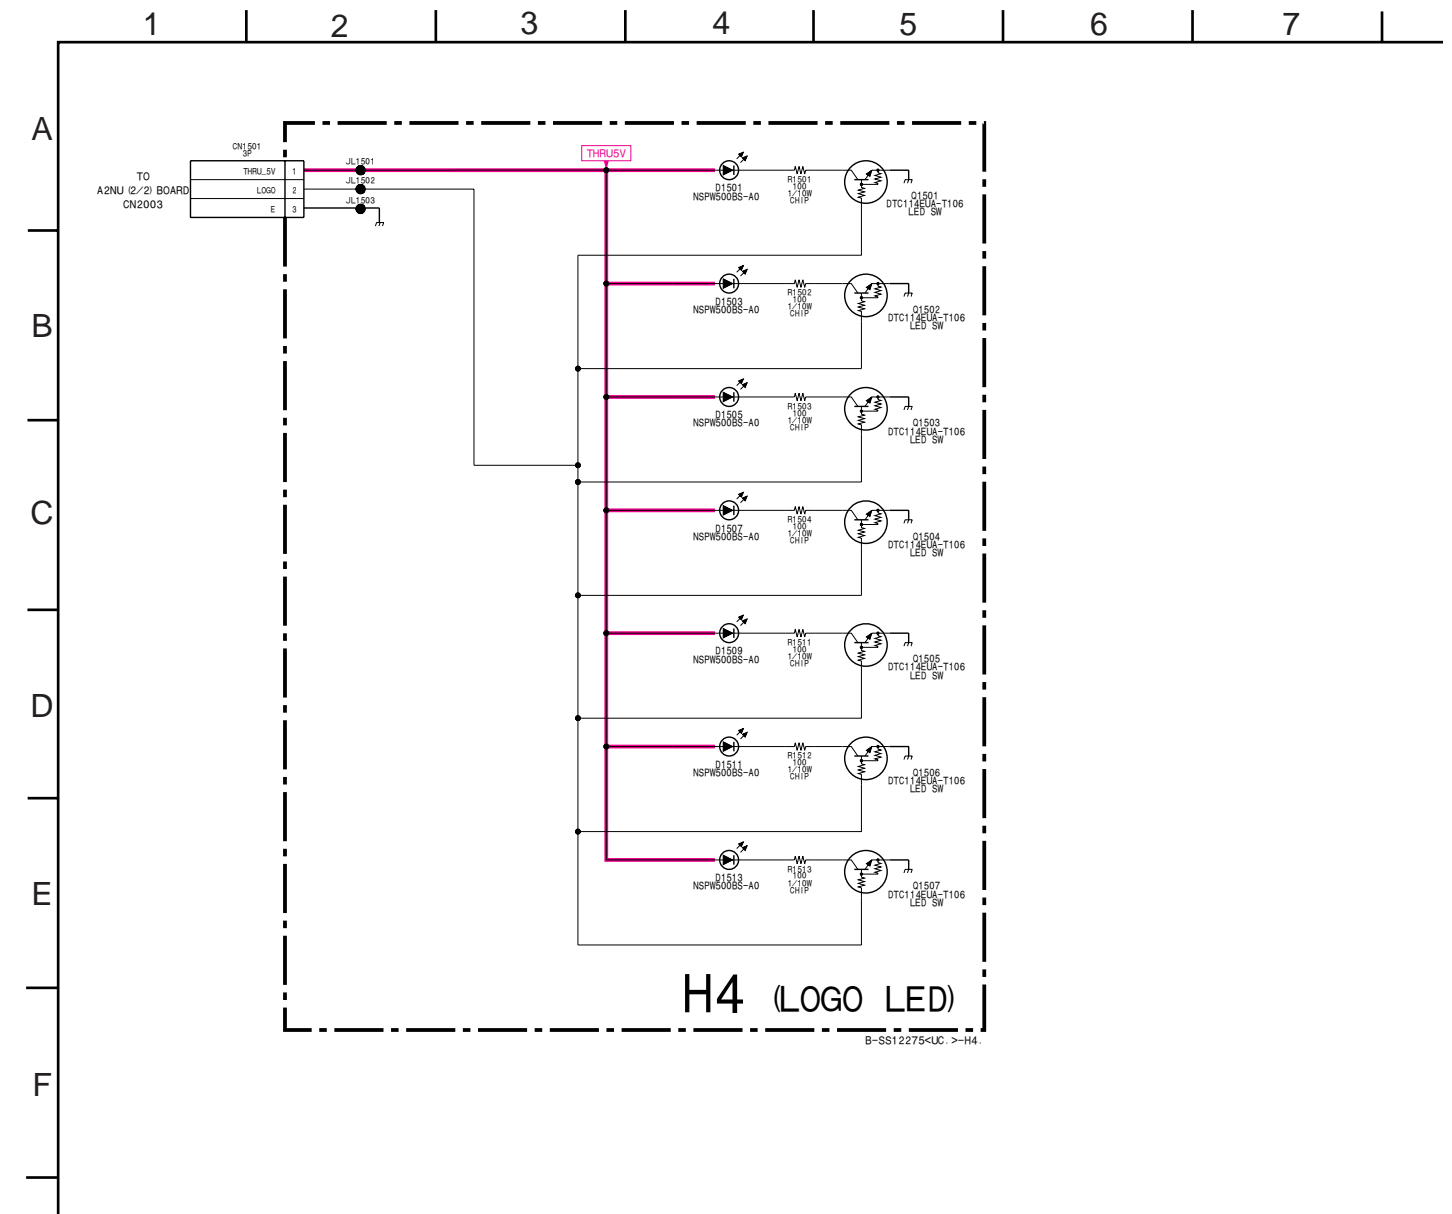 1 2 3 4 5 6 7
A
B
C
D
E
F
CN1501
3P
TO
A2NU (2/2) BOARD
CN2003
THRU_5V 1
LOGO 2
E 3
JL1501
JL1502
JL1503
THRU5V
D1501
NSPW500BS-A0
R1501
100
1/10W
CHIP
Q1501
DTC114EUA-T106
LED SW
D1503
NSPW500BS-A0
R1502
100
1/10W
CHIP
Q1502
DTC114EUA-T106
LED SW
D1505
NSPW500BS-A0
R1503
100
1/10W
CHIP
Q1503
DTC114EUA-T106
LED SW
D1507
NSPW500BS-A0
R1504
100
1/10W
CHIP
Q1504
DTC114EUA-T106
LED SW
D1509
NSPW500BS-A0
R1511
100
1/10W
CHIP
Q1505
DTC114EUA-T106
LED SW
D1511
NSPW500BS-A0
R1512
100
1/10W
CHIP
Q1506
DTC114EUA-T106
LED SW
D1513
NSPW500BS-A0
R1513
100
1/10W
CHIP
Q1507
DTC114EUA-T106
LED SW
H4 (LOGO LED)
B-SS12275<UC.>-H4.